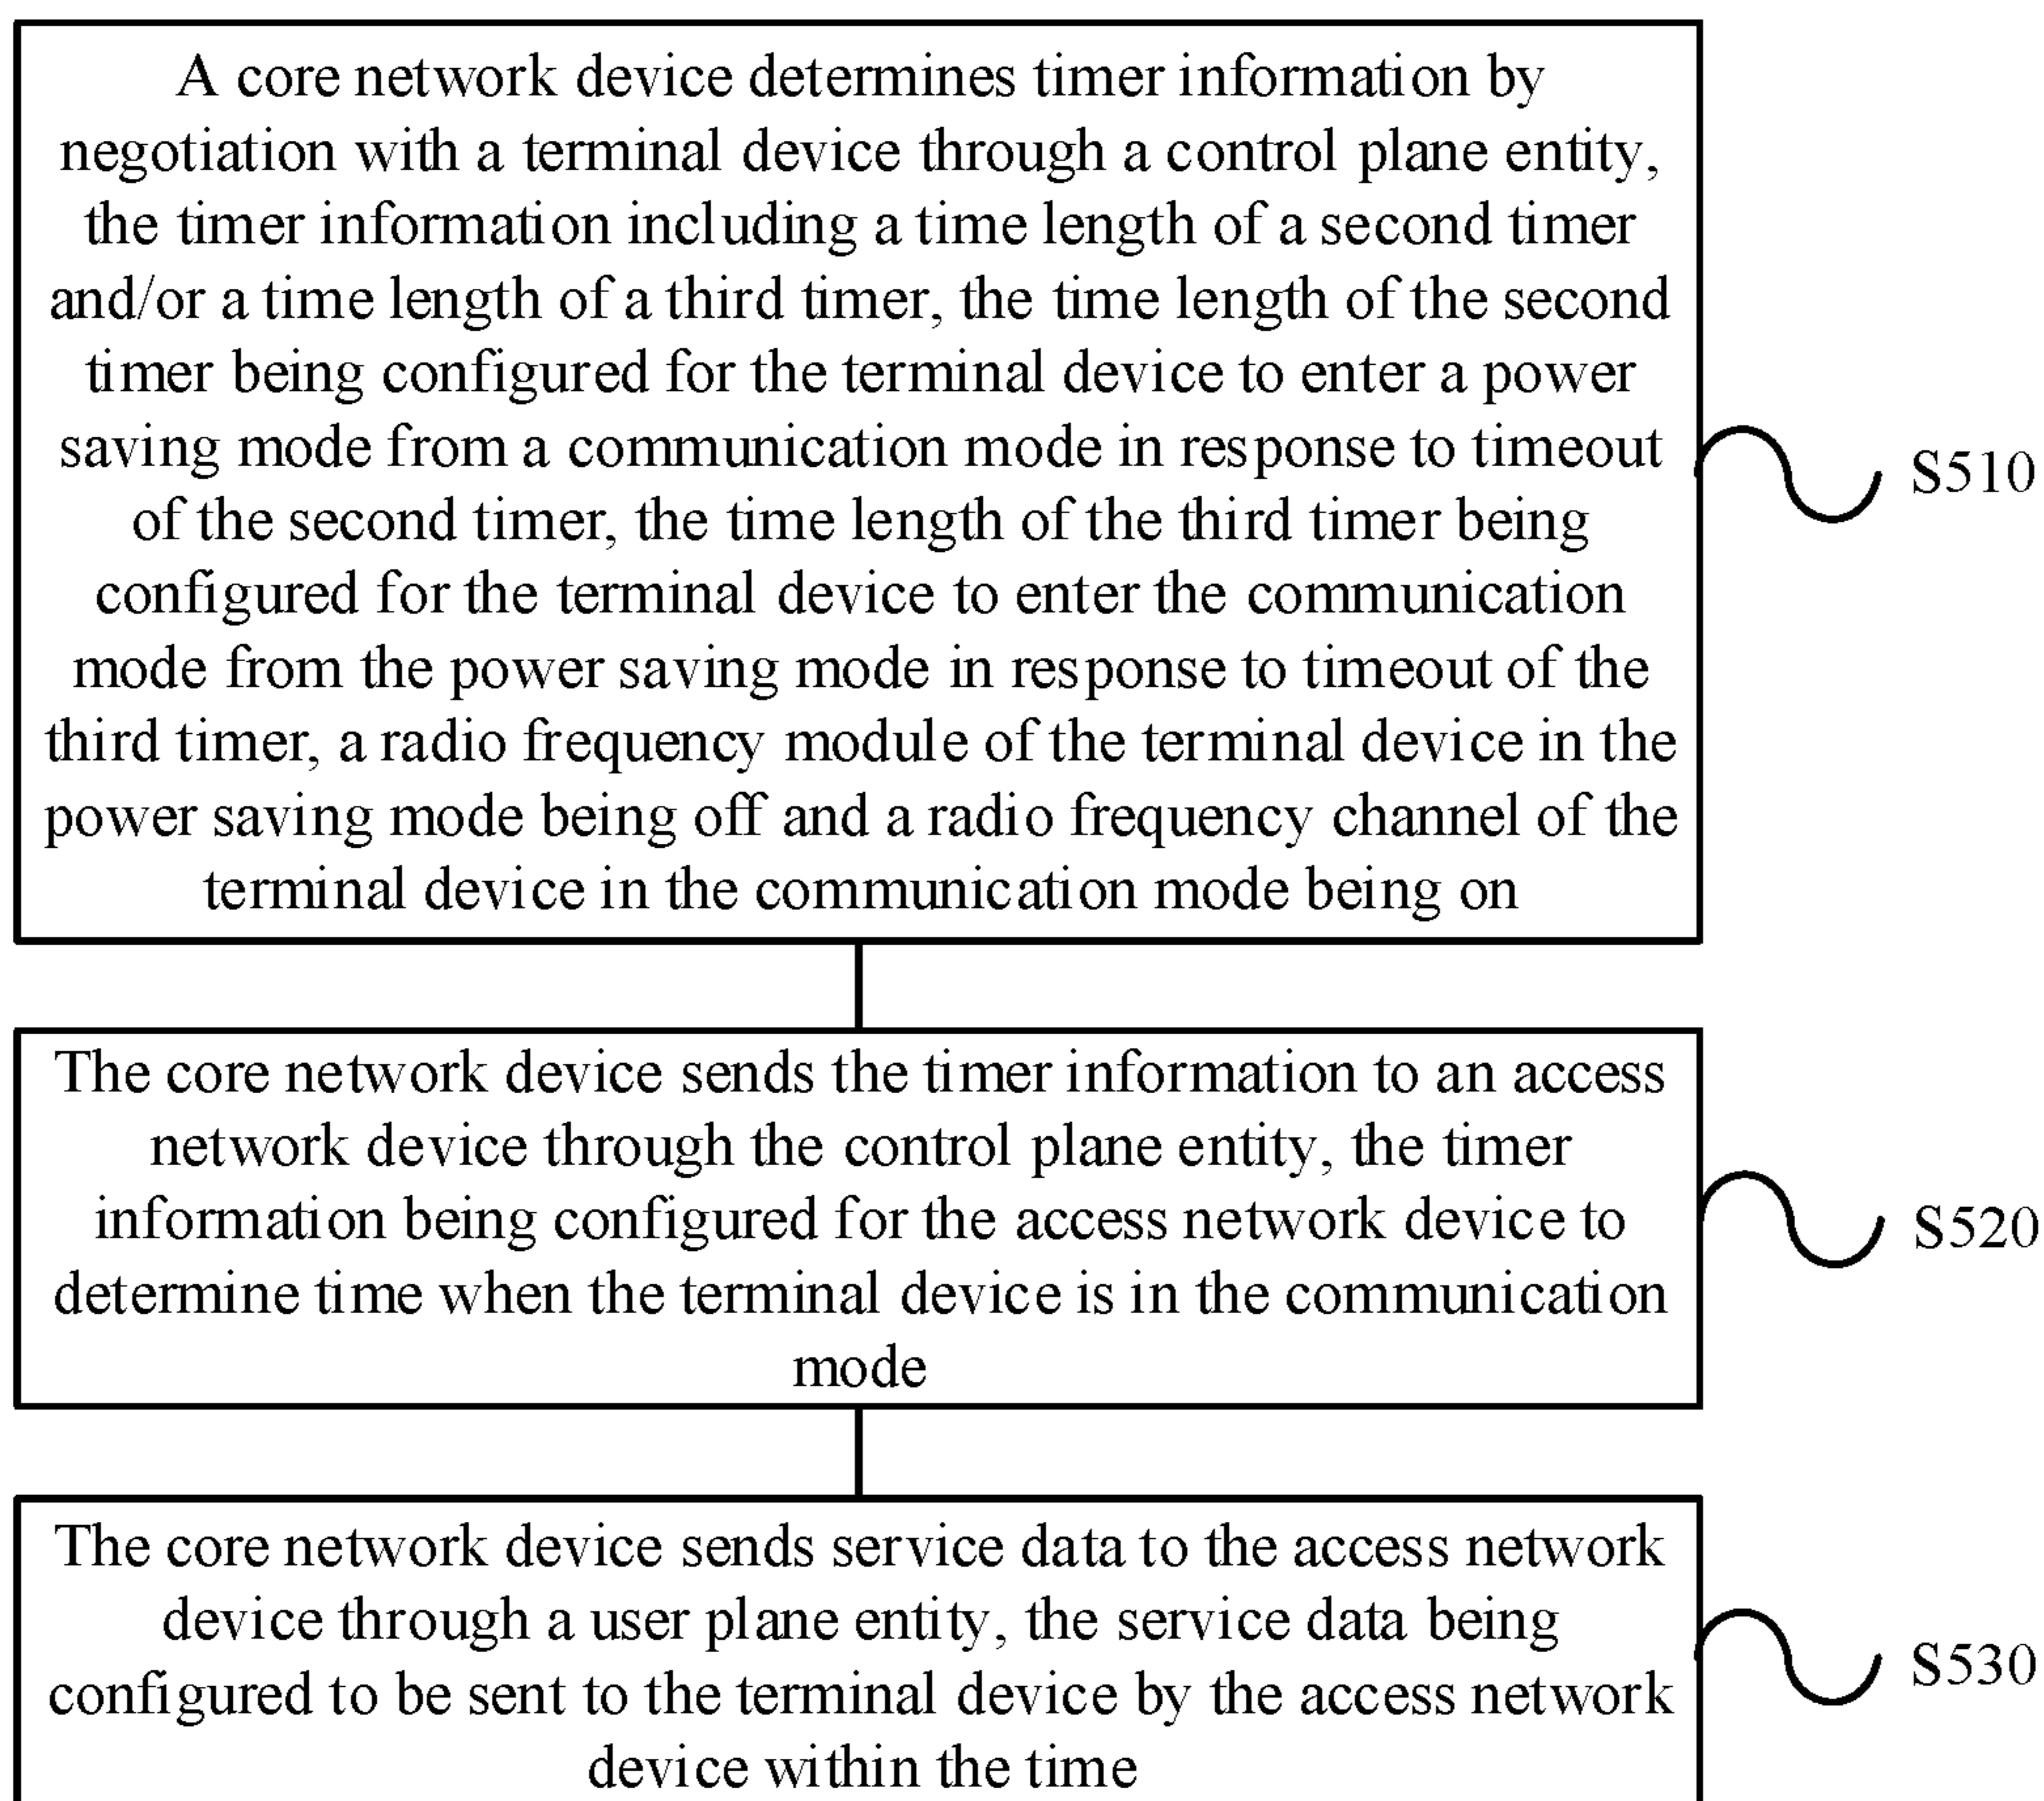 A core network device determines timer information by
negotiation with a terminal device through a control plane entity,
the timer information including a time length of a second timer
and/or a time length of a third timer, the time length of the second
timer being configured for the terminal device to enter a power
saving mode from a communication mode in response to timeout
of the second timer, the time length of the third timer being
configured for the terminal device to enter the communication
mode from the power saving mode in response to timeout of the
third timer, a radio frequency module of the terminal device in the
power saving mode being off and a radio frequency channel of the
terminal device in the communication mode being on
S510
The core network device sends the timer information to an access
network device through the control plane entity, the timer
information being configured for the access network device to
determine time when the terminal device is in the communication
mode
S520
The core network device sends service data to the access network
device through a user plane entity, the service data being
configured to be sent to the terminal device by the access network
device within the time
S530